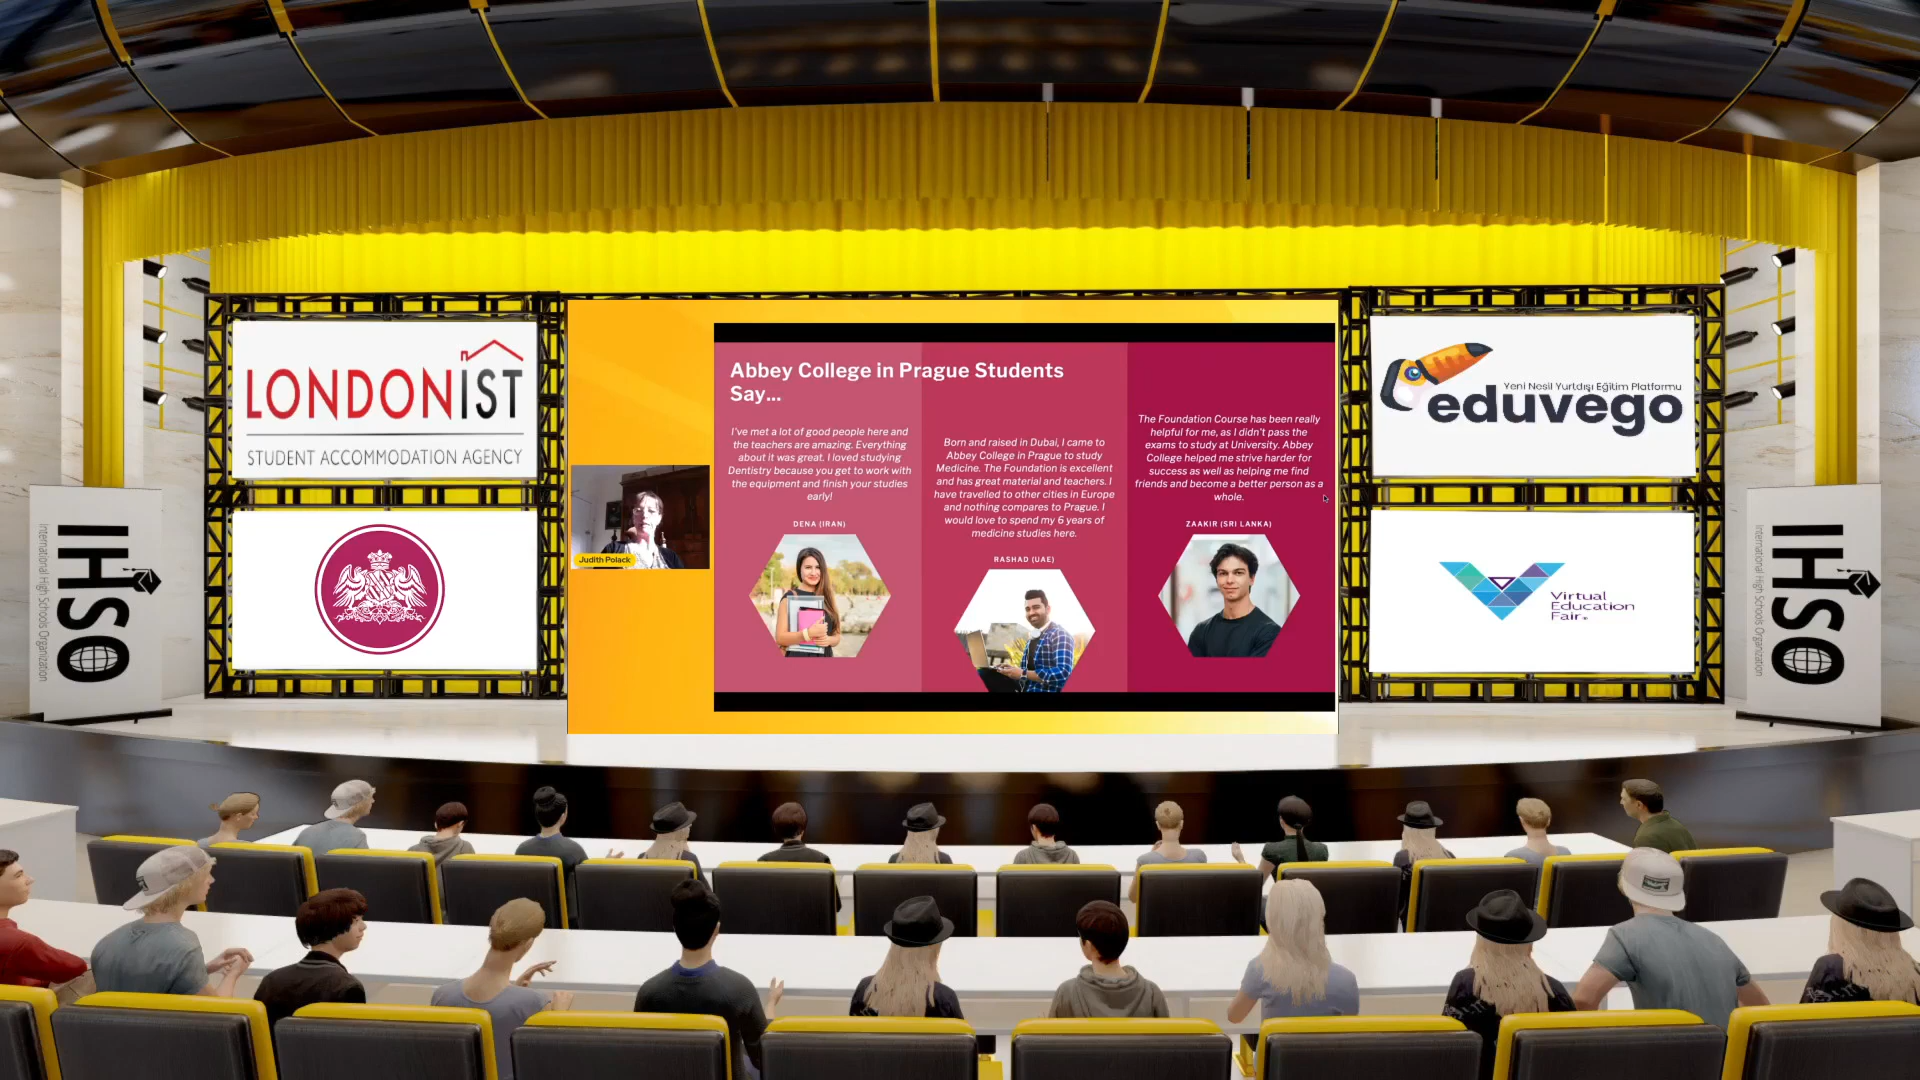 LONDONIST
STUDENT ACCOMMODATION AGENCY
IHSO
International High Schools Organization
Judith Polack
Abbey College in Prague Students
Say...
I've met a lot of good people here and
the teachers are amazing. Everything
about it was great. I loved studying
Dentistry because you get to work with
the equipment and finish your studies
early!
DENA (IRAN)
Born and raised in Dubai, I came to
Abbey College in Prague to study
Medicine. The Foundation is excellent
and has great material and teachers. I
have travelled to other cities in Europe
and nothing compares to Prague. I
would love to spend my 6 years of
medicine studies here.
RASHAD (UAE)
The Foundation Course has been really
helpful for me, as I didn't pass the
exams to study at University. Abbey
College helped me strive harder for
success as well as helping me find
friends and become a better person as a
whole.
ZAAKIR (SRI LANKA)
Yeni Nesil Yurtdışı Eğitim Platformu
eduvego
Virtual
Education
Fair
IHSO
International High Schools Organization